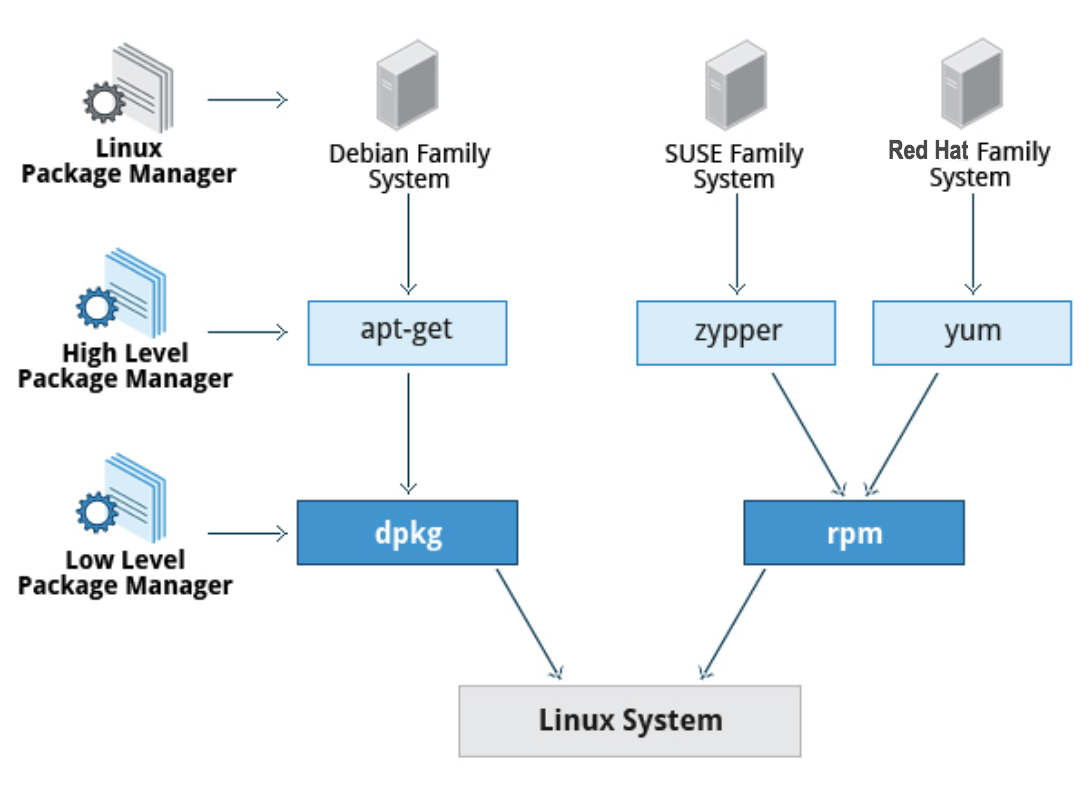 Linux
Package Manager
Debian Family
System
SUSE Family
System
Red Hat Family
System
High Level
Package Manager
apt-get
zypper
yum
Low Level
Package Manager
dpkg
rpm
Linux System